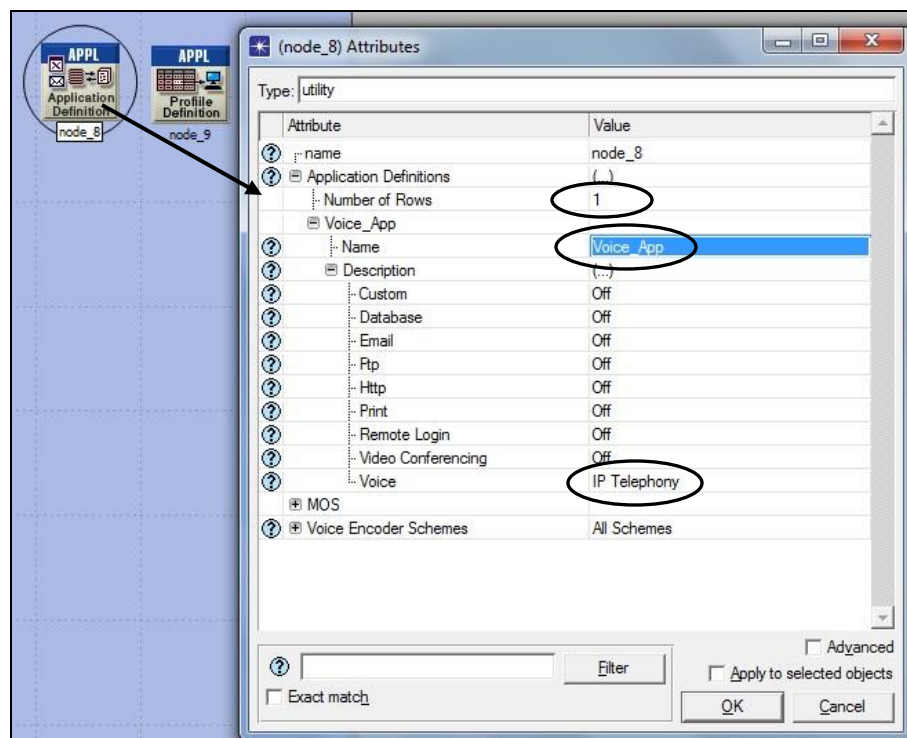 APPL
Application
Definition
node_8
APPL
Profile
Definition
node_9
(node_8) Attributes
Type: utility
Attribute Value
name node_8
Application Definitions (...)
Number of Rows 1
Voice_App
Name Voice_App
Description (...)
Custom Off
Database Off
Email Off
Ftp Off
Http Off
Print Off
Remote Login Off
Video Conferencing Off
Voice IP Telephony
MOS
Voice Encoder Schemes All Schemes
Advanced
Filter
Apply to selected objects
Exact match
OK Cancel